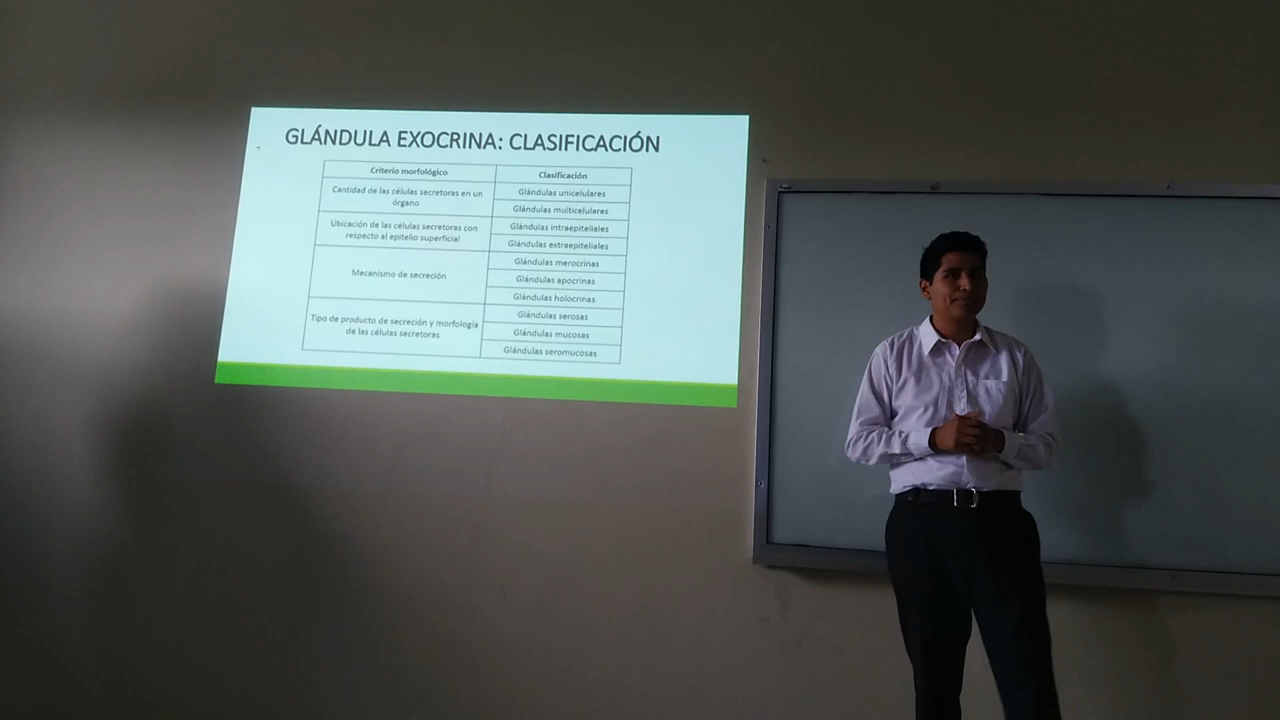 GLÁNDULA EXOCRINA: CLASIFICACIÓN
Criterio morfológico
Clasificación
Cantidad de las células secretoras en un
órgano
Glándulas unicelulares
Glándulas multicelulares
Ubicación de las células secretoras con
respecto al epitelio superficial
Glándulas intraepiteliales
Glándulas extraepiteliales
Mecanismo de secreción
Glándulas merocrinas
Glándulas apocrinas
Glándulas holocrinas
Tipo de producto de secreción y morfología
de las células secretoras
Glándulas serosas
Glándulas mucosas
Glándulas seromucosas